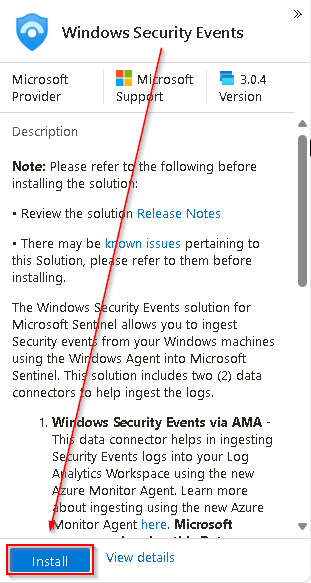 Windows Security Events
Microsoft
Provider
Microsoft
Support
3.0.4
Version
Description
Note: Please refer to the following before
installing the solution:
• Review the solution Release Notes
• There may be known issues pertaining to
this Solution, please refer to them before
installing.
The Windows Security Events solution for
Microsoft Sentinel allows you to ingest
Security events from your Windows machines
using the Windows Agent into Microsoft
Sentinel. This solution includes two (2) data
connectors to help ingest the logs.
1. Windows Security Events via AMA -
This data connector helps in ingesting
Security Events logs into your Log
Analytics Workspace using the new
Azure Monitor Agent. Learn more
about ingesting using the new Azure
Monitor Agent here. Microsoft
Install
View details